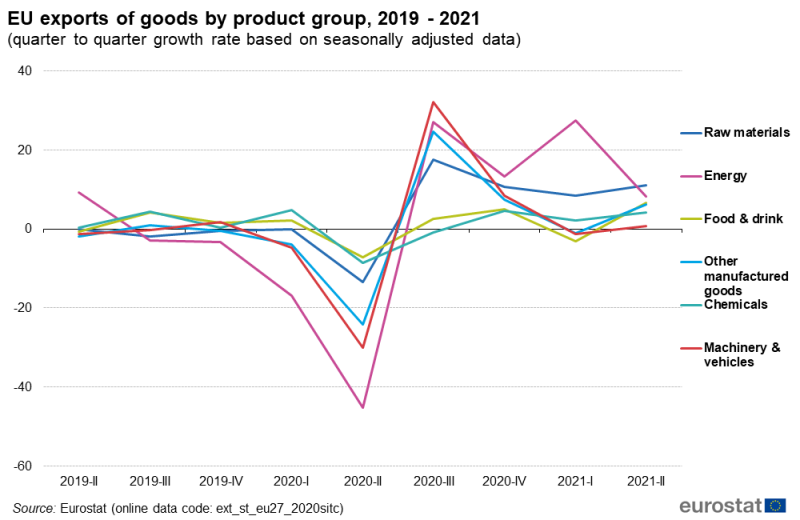 EU exports of goods by product group, 2019 - 2021
(quarter to quarter growth rate based on seasonally adjusted data)
40
20
0
-20
-40
-60
2019-II 2019-III 2019-IV 2020-I 2020-II 2020-III 2020-IV 2021-I 2021-II
Raw materials
Energy
Food & drink
Other
manufactured
goods
Chemicals
Machinery &
vehicles
Source: Eurostat (online data code: ext_st_eu27_2020sitc)
eurostat